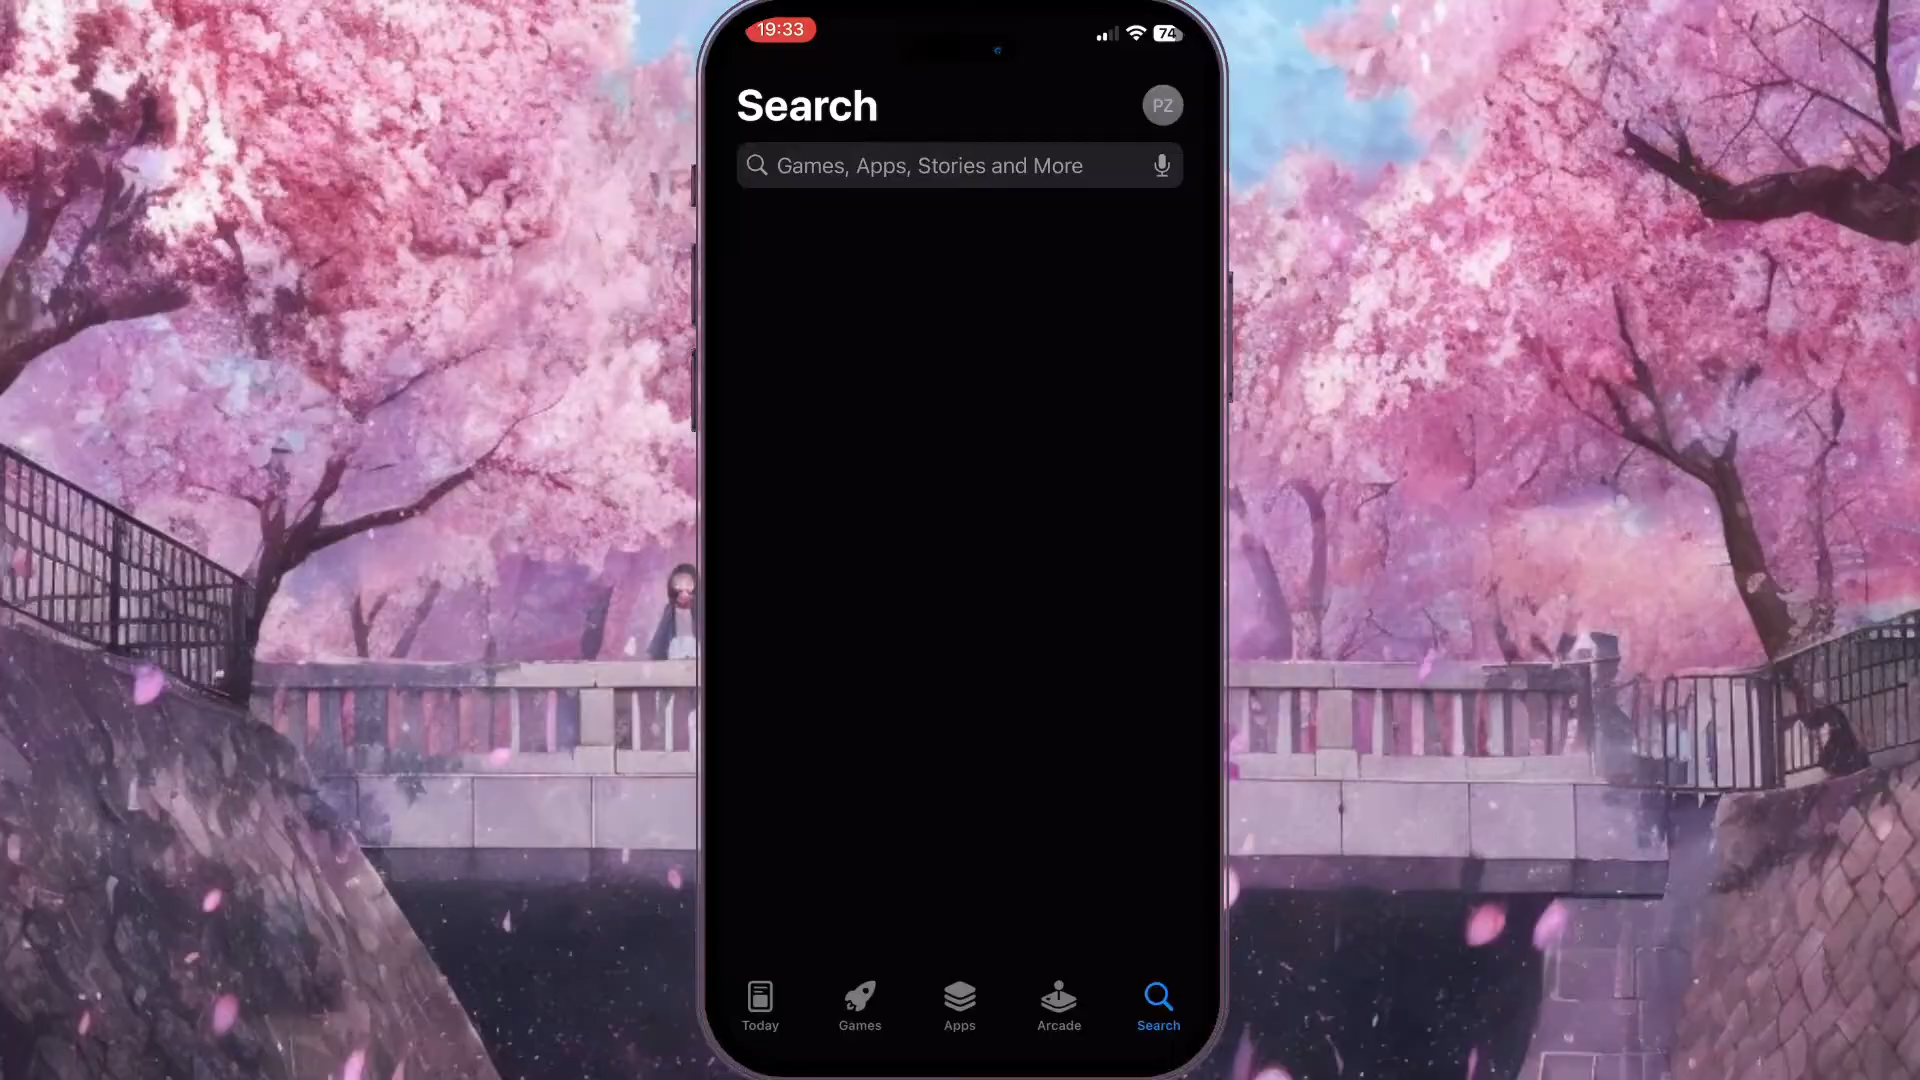 19:33
74
Search
PZ
Games, Apps, Stories and More
Today
Games
Apps
Arcade
Search